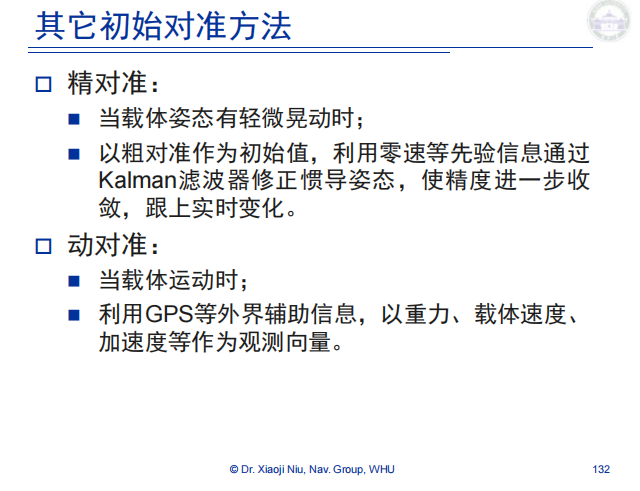 其它初始对准方法
精对准：
当载体姿态有轻微晃动时；
以粗对准作为初始值，利用零速等先验信息通过
Kalman滤波器修正惯导姿态，使精度进一步收
敛，跟上实时变化。
动对准：
当载体运动时；
利用GPS等外界辅助信息，以重力、载体速度、
加速度等作为观测向量。
© Dr. Xiaoji Niu, Nav. Group, WHU
132